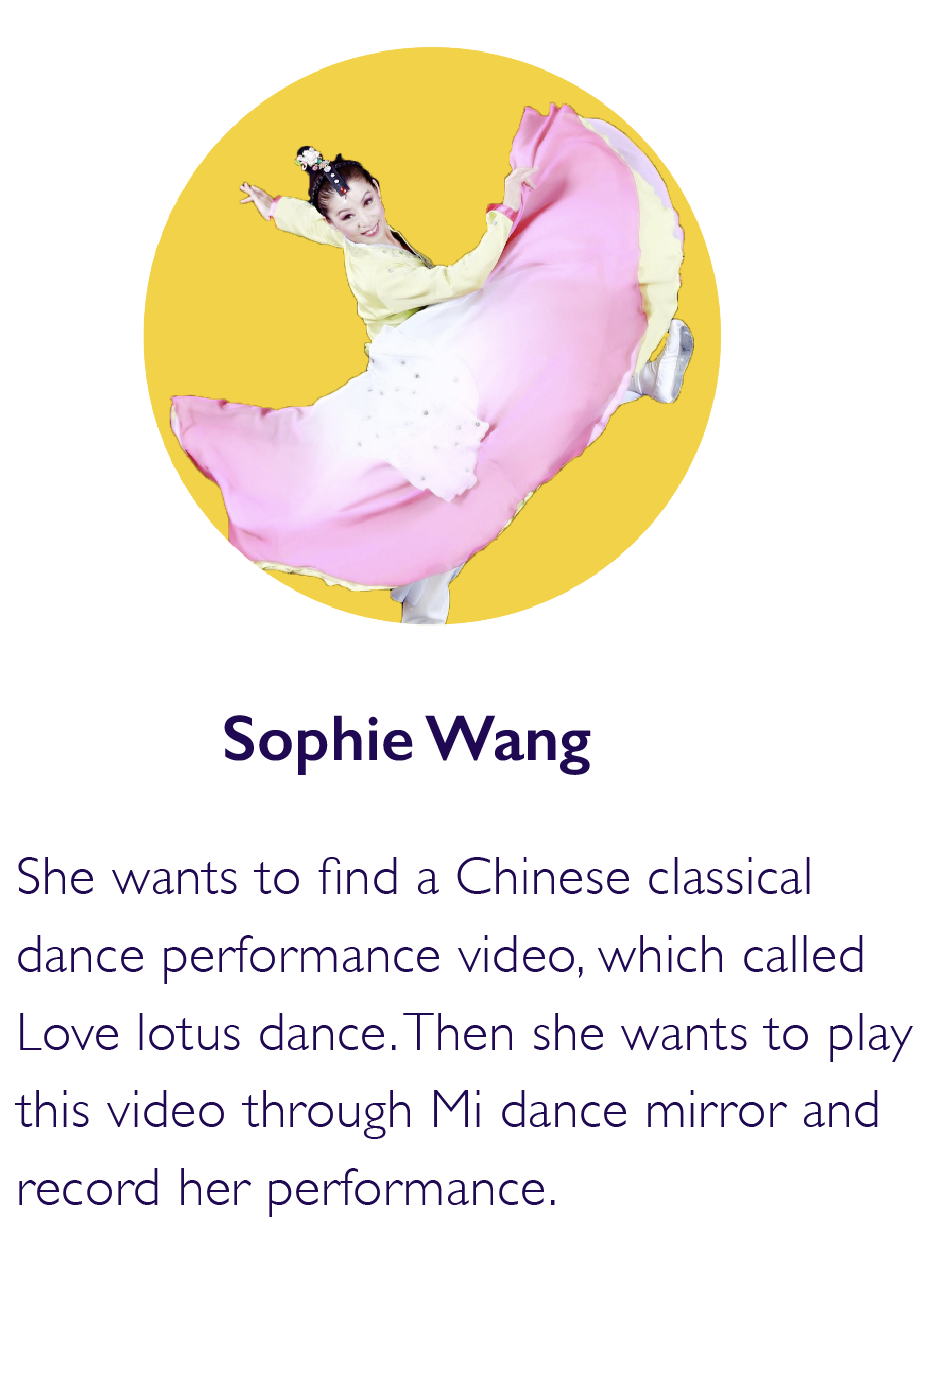 Sophie Wang
She wants to find a Chinese classical
dance performance video, which called
Love lotus dance. Then she wants to play
this video through Mi dance mirror and
record her performance.